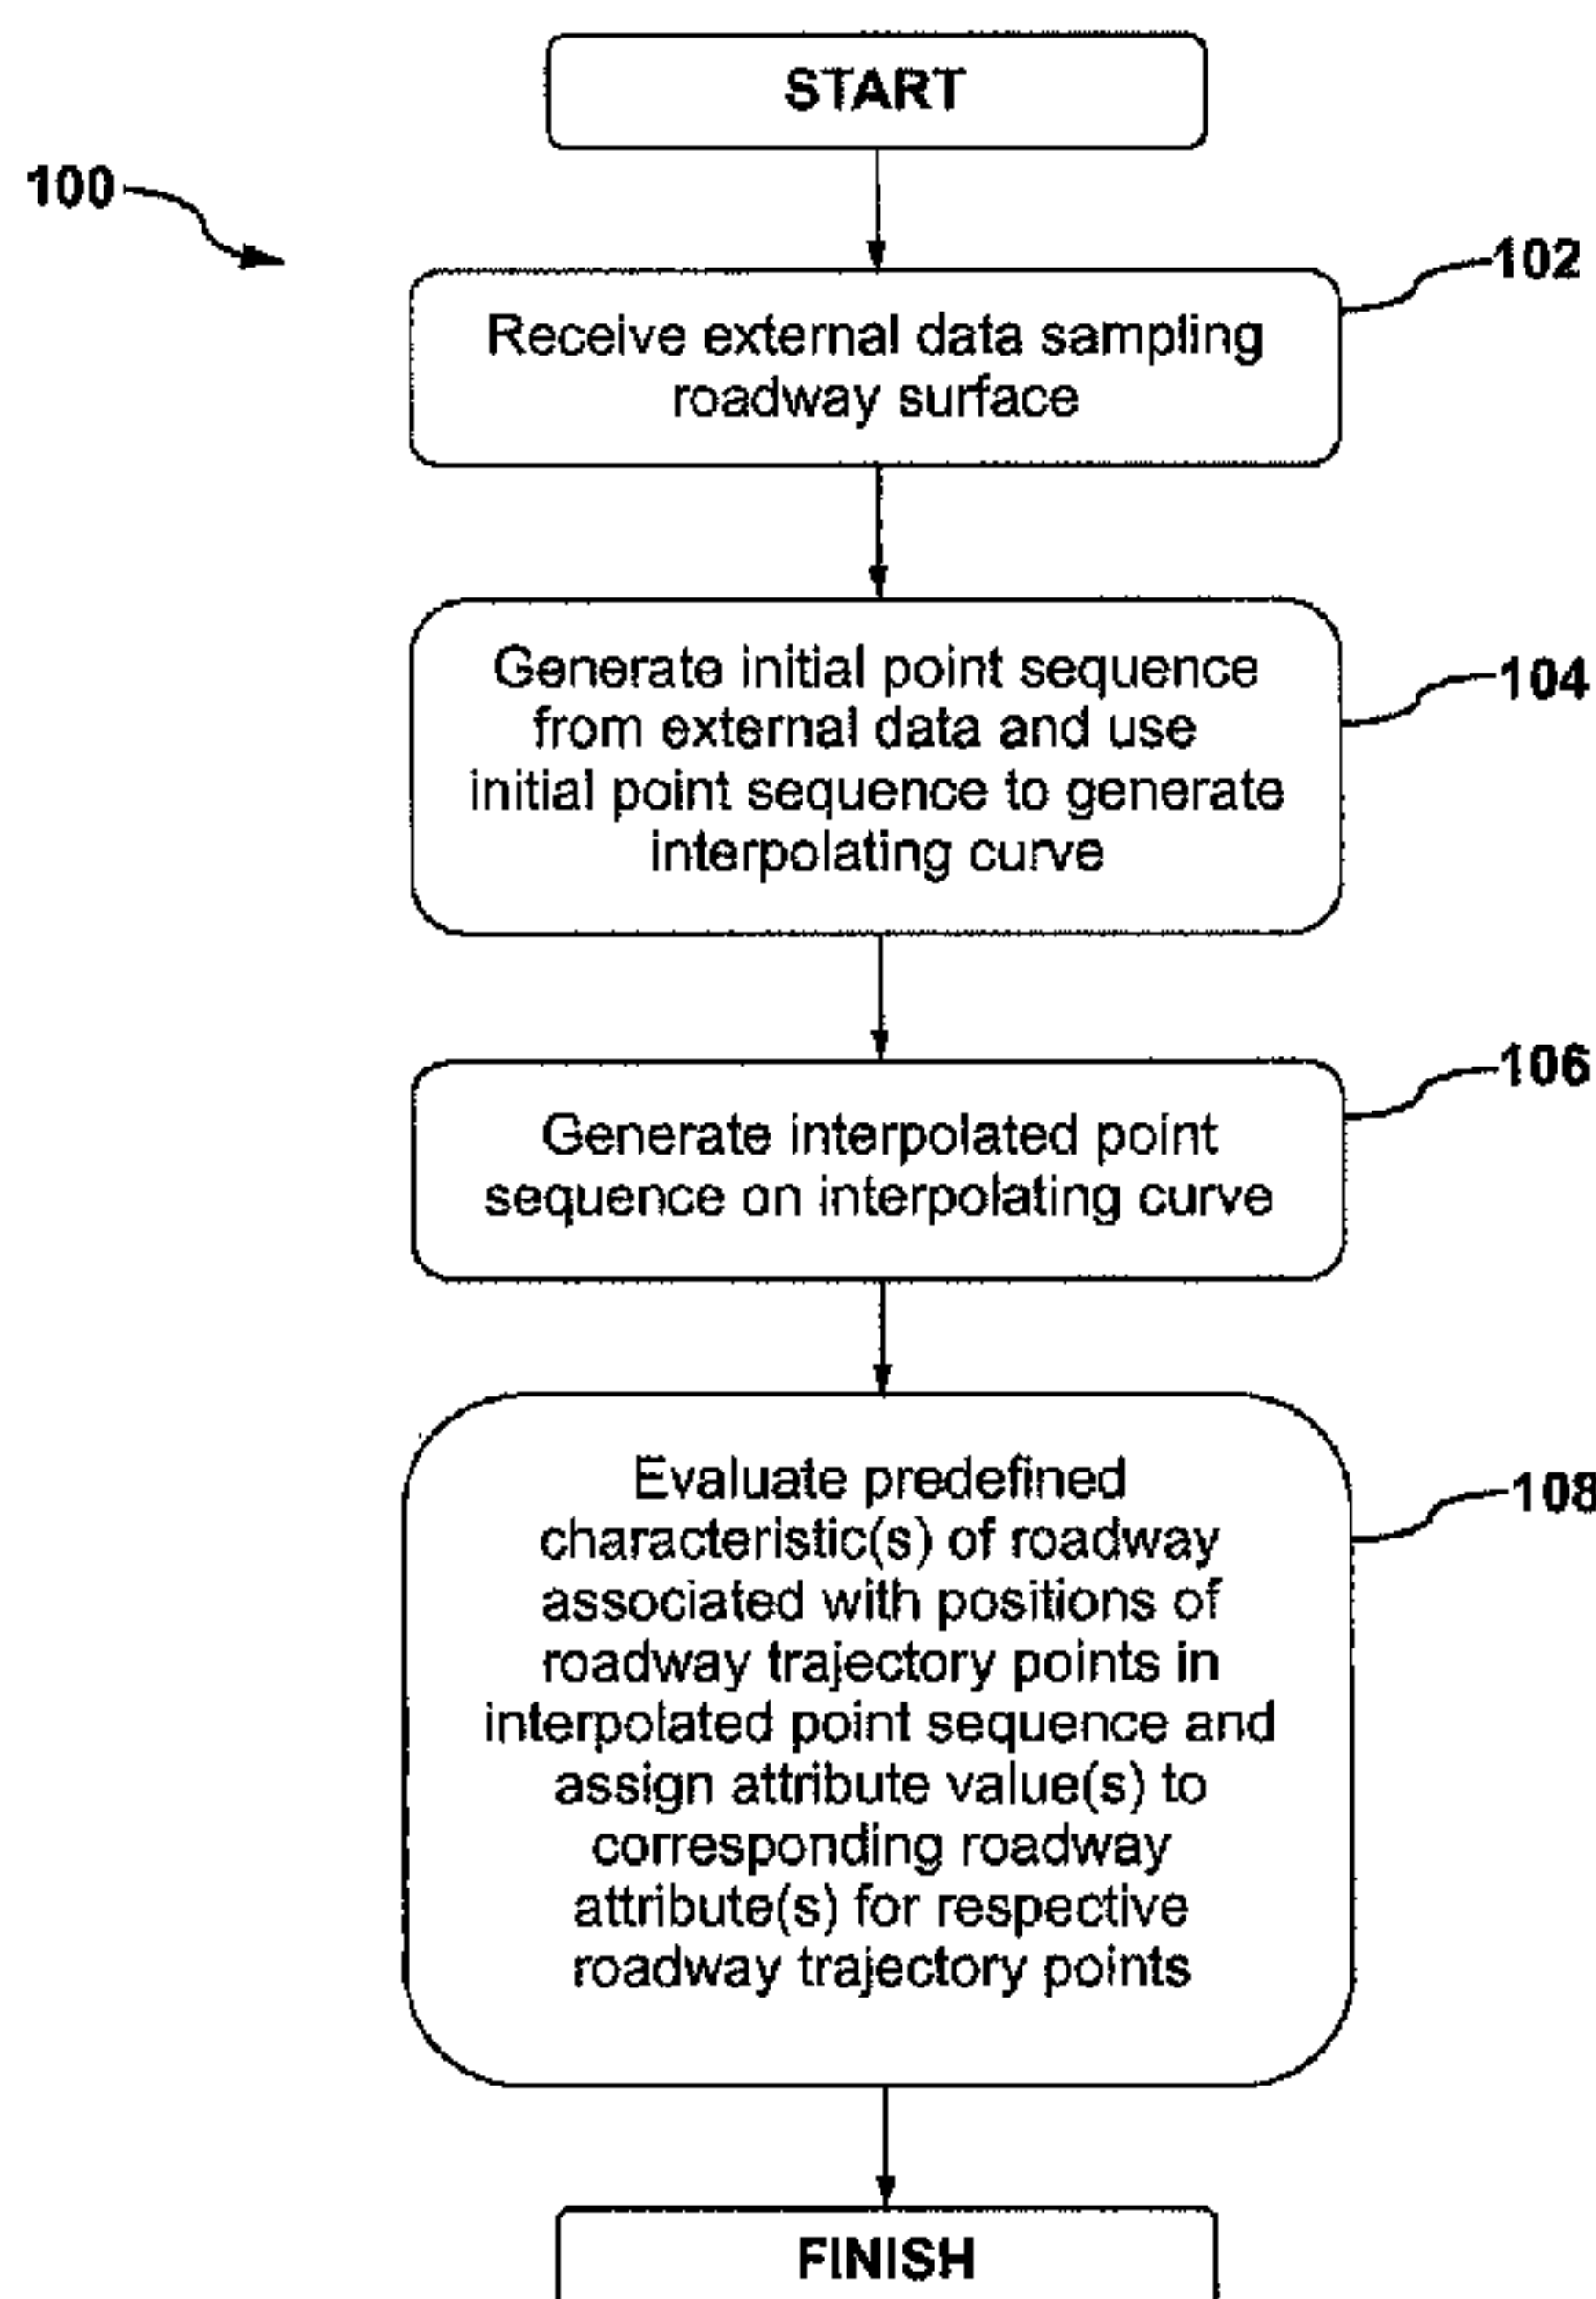 START
100
102
Receive external data sampling
roadway surface
104
Generate initial point sequence
from external data and use
initial point sequence to generate
interpolating curve
106
Generate interpolated point
sequence on interpolating curve
108
Evaluate predefined
characteristic(s) of roadway
associated with positions of
roadway trajectory points in
interpolated point sequence and
assign attribute value(s) to
corresponding roadway
attribute(s) for respective
roadway trajectory points
FINISH